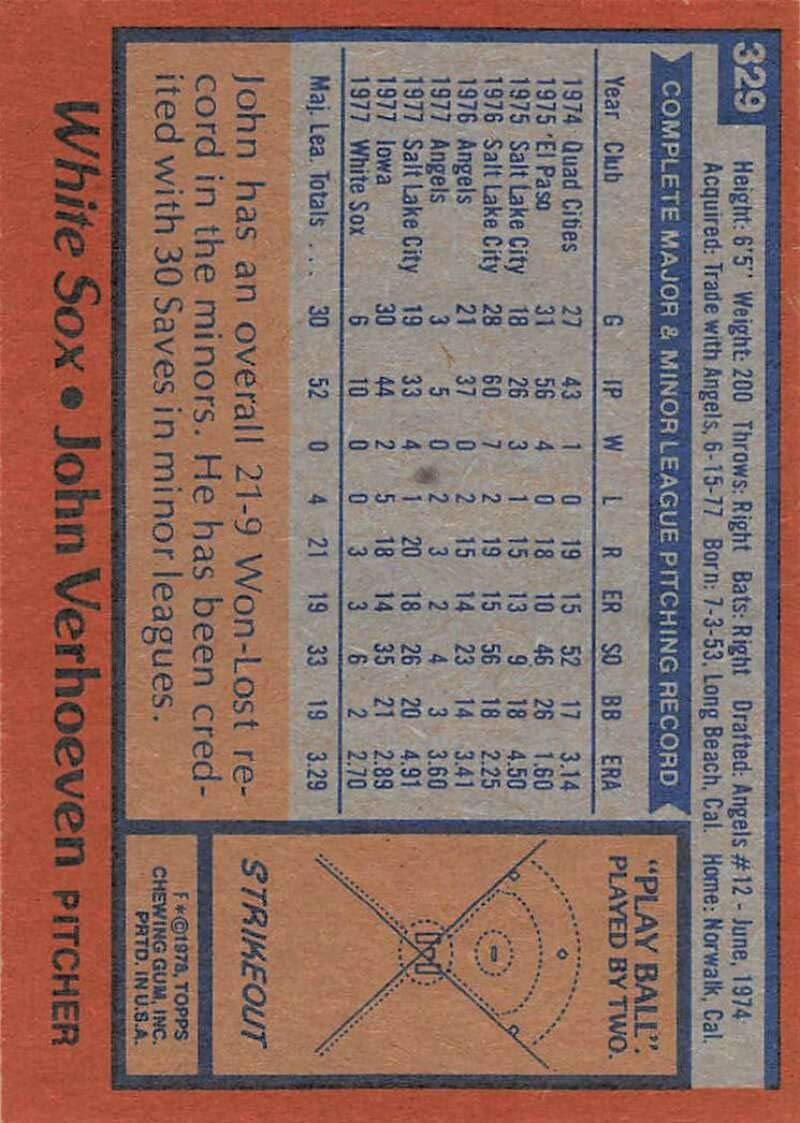 329
Height: 6'5" Weight: 200 Throws: Right Bats: Right Drafted: Angels #12 - June, 1974
Acquired: Trade with Angels, 6-15-77 Born: 7-3-53, Long Beach, Cal. Home: Norwalk, Cal.
COMPLETE MAJOR & MINOR LEAGUE PITCHING RECORD
Year Club G IP W L R ER SO BB ERA
1974 Quad Cities 27 43 1 0 19 15 52 17 3.14
1975 El Paso 31 56 4 0 18 10 46 26 1.60
1975 Salt Lake City 18 26 3 1 15 13 9 18 4.50
1976 Salt Lake City 28 60 7 2 19 15 56 18 2.25
1976 Angels 21 37 0 2 15 14 23 14 3.41
1977 Angels 3 5 0 2 3 2 4 3 3.60
1977 Salt Lake City 19 33 4 1 20 18 26 20 4.91
1977 Iowa 30 44 2 5 18 14 35 21 2.89
1977 White Sox 6 10 0 0 3 3 6 2 2.70
Maj. Lea. Totals ... 30 52 0 4 21 19 33 19 3.29
John has an overall 21-9 Won-Lost re-
cord in the minors. He has been cred-
ited with 30 Saves in minor leagues.
"PLAY BALL".
PLAYED BY TWO.
STRIKEOUT
F*©1978, TOPPS
CHEWING GUM, INC.
PRTD. IN U.S.A.
White Sox • John Verhoeven PITCHER